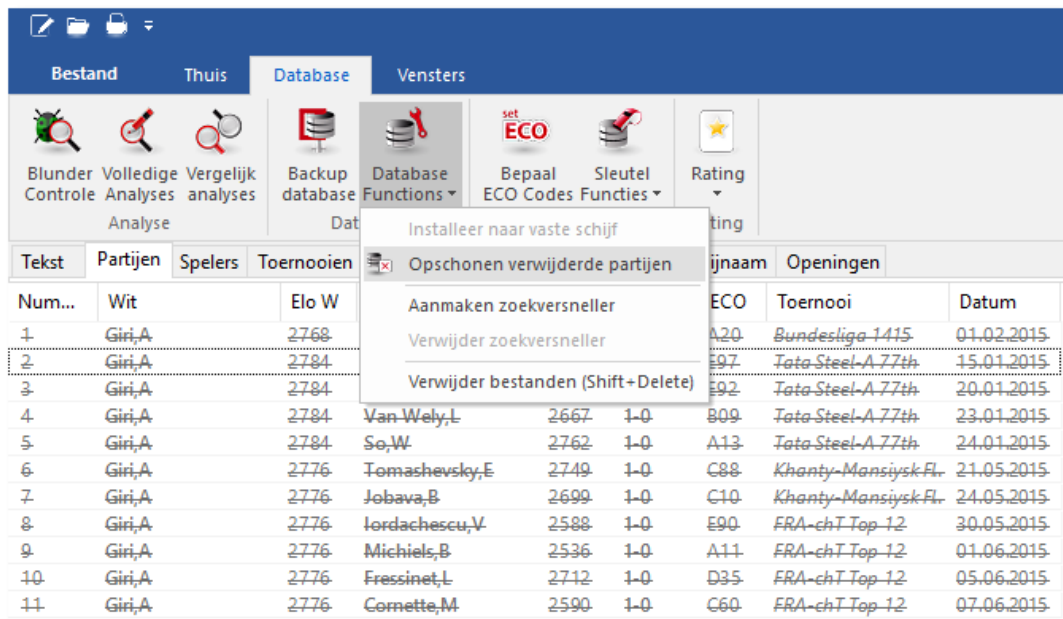 Bestand Thuis Database Vensters
set
ECO
Blunder Volledige Vergelijk Backup Database Bepaal Sleutel Rating
Controle Analyses analyses database Functions ECO Codes Functies
Analyse Dat ting
Installeer naar vaste schijf
Tekst Partijen Spelers Toernooien Opschonen verwijderde partijen ijnaam Openingen
Num... Wit Elo W Aanmaken zoekversneller ECO Toernooi Datum
1 Giri,A 2768 Verwijder zoekversneller A20 Bundesliga 1415 01.02.2015
2 Giri,A 2784 E97 Tata Steel-A 77th 15.01.2015
3 Giri,A 2784 Verwijder bestanden (Shift+Delete) E92 Tata Steel-A 77th 20.01.2015
4 Giri,A 2784 Van Wely,L 2667 1-0 B09 Tata Steel-A 77th 23.01.2015
5 Giri,A 2784 So,W 2762 1-0 A13 Tata Steel-A 77th 24.01.2015
6 Giri,A 2776 Tomashevsky,E 2749 1-0 C88 Khanty-Mansiysk FI.. 21.05.2015
7 Giri,A 2776 Jobava,B 2699 1-0 C10 Khanty-Mansiysk FI.. 24.05.2015
8 Giri,A 2776 Iordachescu,V 2588 1-0 E90 FRA-chT Top 12 30.05.2015
9 Giri,A 2776 Michiels,B 2536 1-0 A11 FRA-chT Top 12 01.06.2015
10 Giri,A 2776 Fressinet,L 2712 1-0 D35 FRA-chT Top 12 05.06.2015
11 Giri,A 2776 Cornette,M 2590 1-0 C60 FRA-chT Top 12 07.06.2015